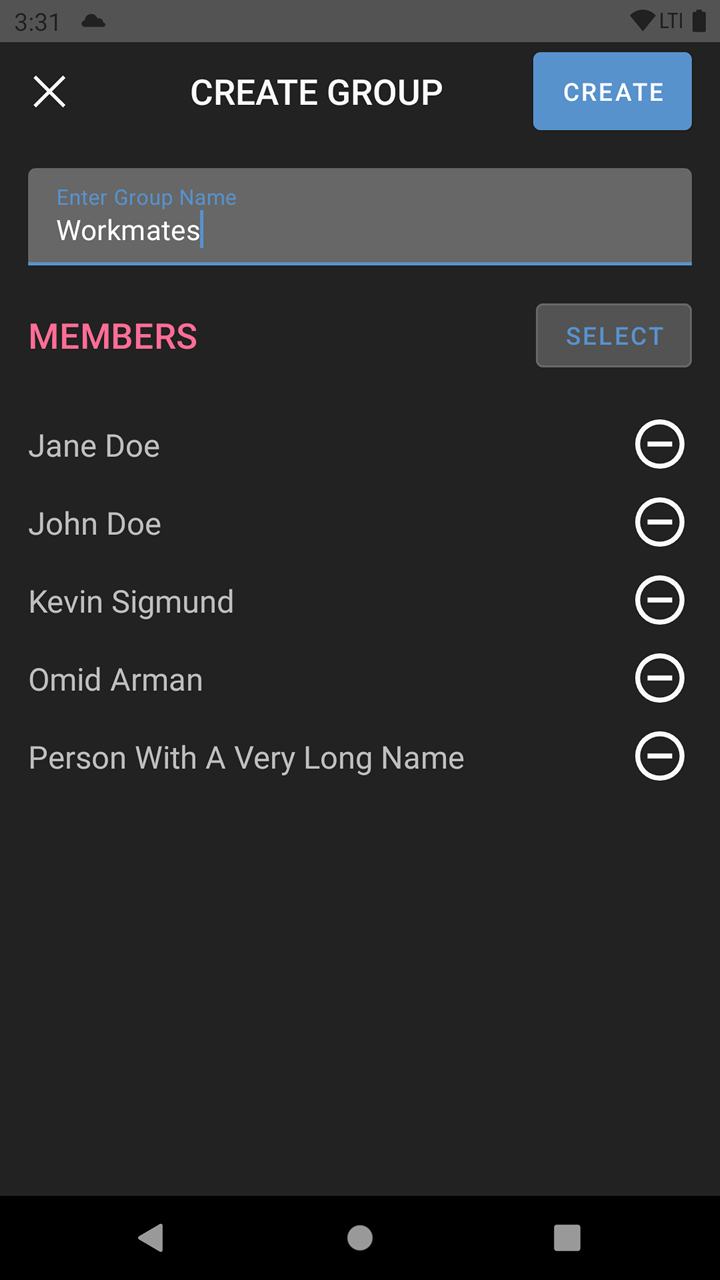 3:31 LTI
CREATE GROUP CREATE
Enter Group Name
Workmates
MEMBERS SELECT
Jane Doe
John Doe
Kevin Sigmund
Omid Arman
Person With A Very Long Name